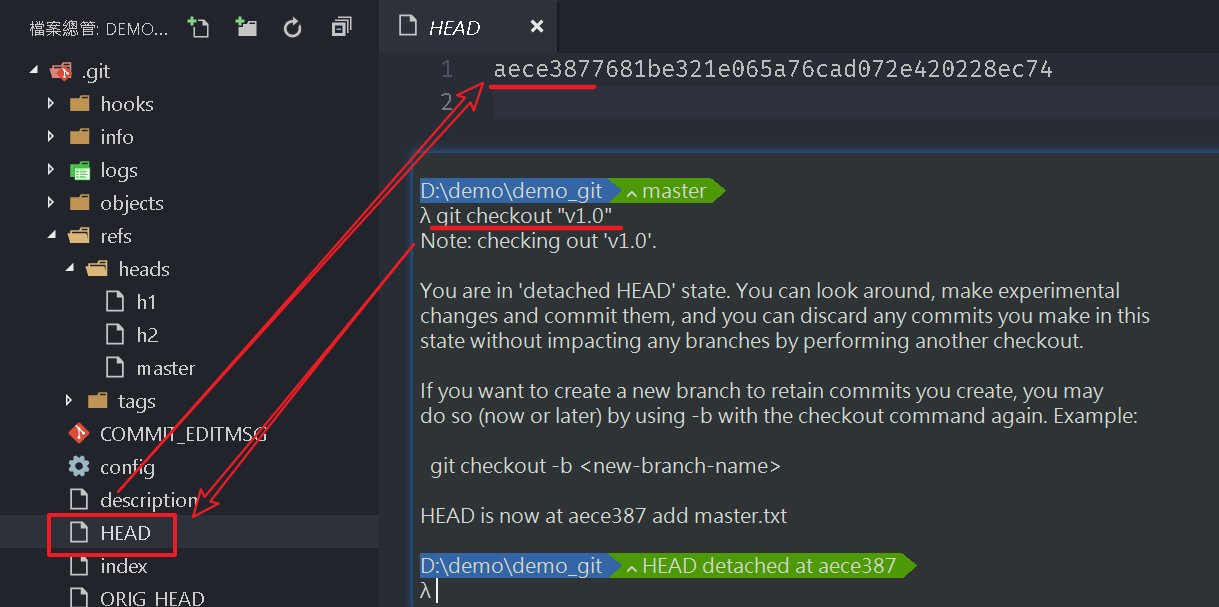 檔案總管: DEMO...
.git
hooks
info
logs
objects
refs
heads
h1
h2
master
tags
COMMIT_EDITMSG
config
description
HEAD
index
ORIG_HEAD
HEAD
1 aece3877681be321e065a76cad072e420228ec74
2
D:\demo\demo_git master
λ git checkout "v1.0"
Note: checking out 'v1.0'.
You are in 'detached HEAD' state. You can look around, make experimental
changes and commit them, and you can discard any commits you make in this
state without impacting any branches by performing another checkout.
If you want to create a new branch to retain commits you create, you may
do so (now or later) by using -b with the checkout command again. Example:
git checkout -b <new-branch-name>
HEAD is now at aece387 add master.txt
D:\demo\demo_git HEAD detached at aece387
λ